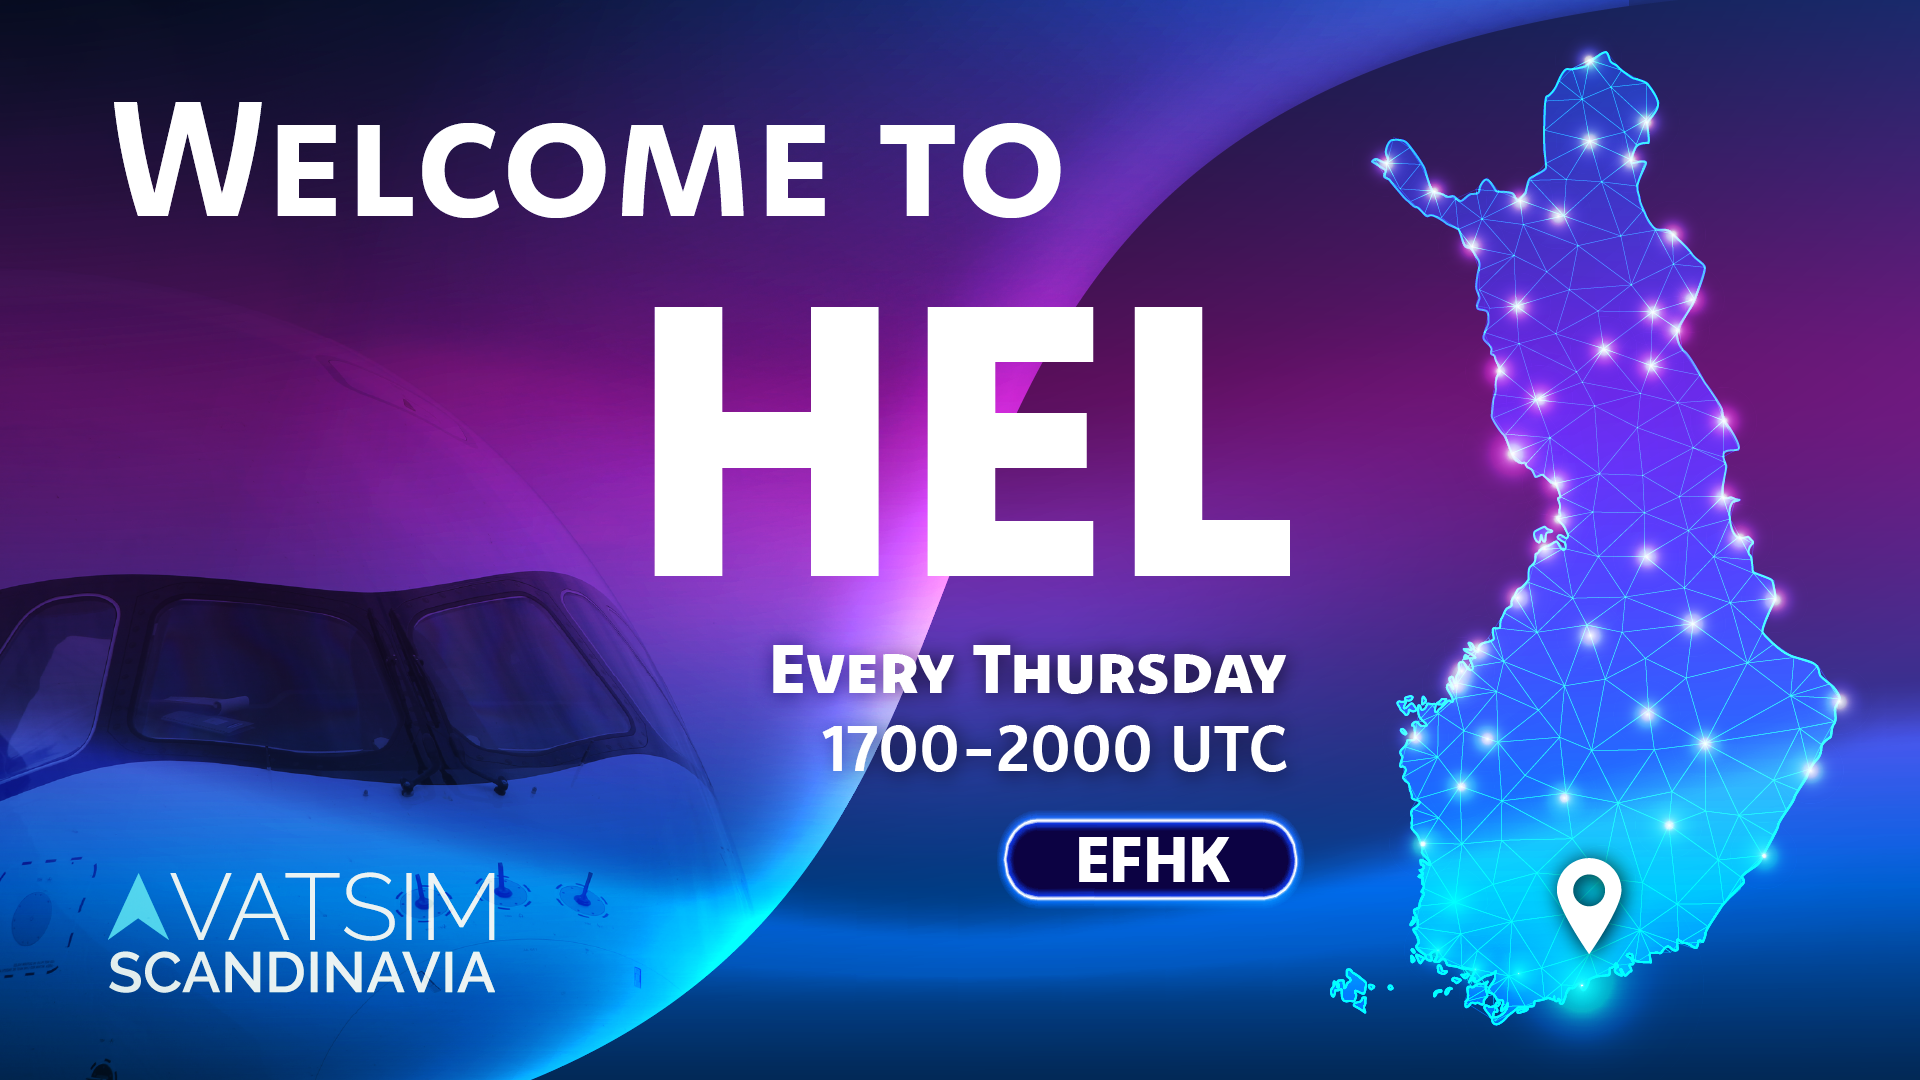 WELCOME TO
HEL
EVERY THURSDAY
1700–2000 UTC
EFHK
VATSIM
SCANDINAVIA